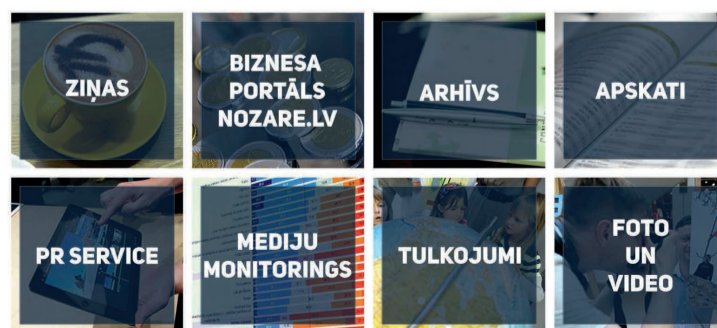 ZIŅAS
BIZNESA
PORTĀLS
NOZARE.LV
ARHĪVS
APSKATI
PR SERVICE
MEDIJU
MONITORINGS
TULKOJUMI
FOTO
UN
VIDEO